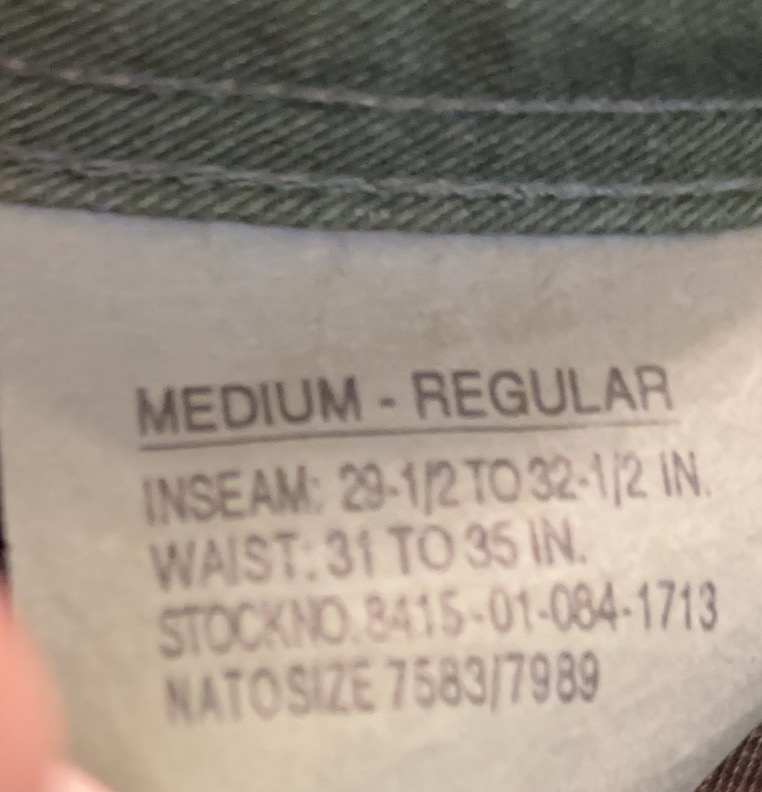 MEDIUM - REGULAR
INSEAM: 29-1/2 TO 32-1/2 IN.
WAIST: 31 TO 35 IN.
STOCK NO. 8415-01-084-1713
NATO SIZE 7583/7989